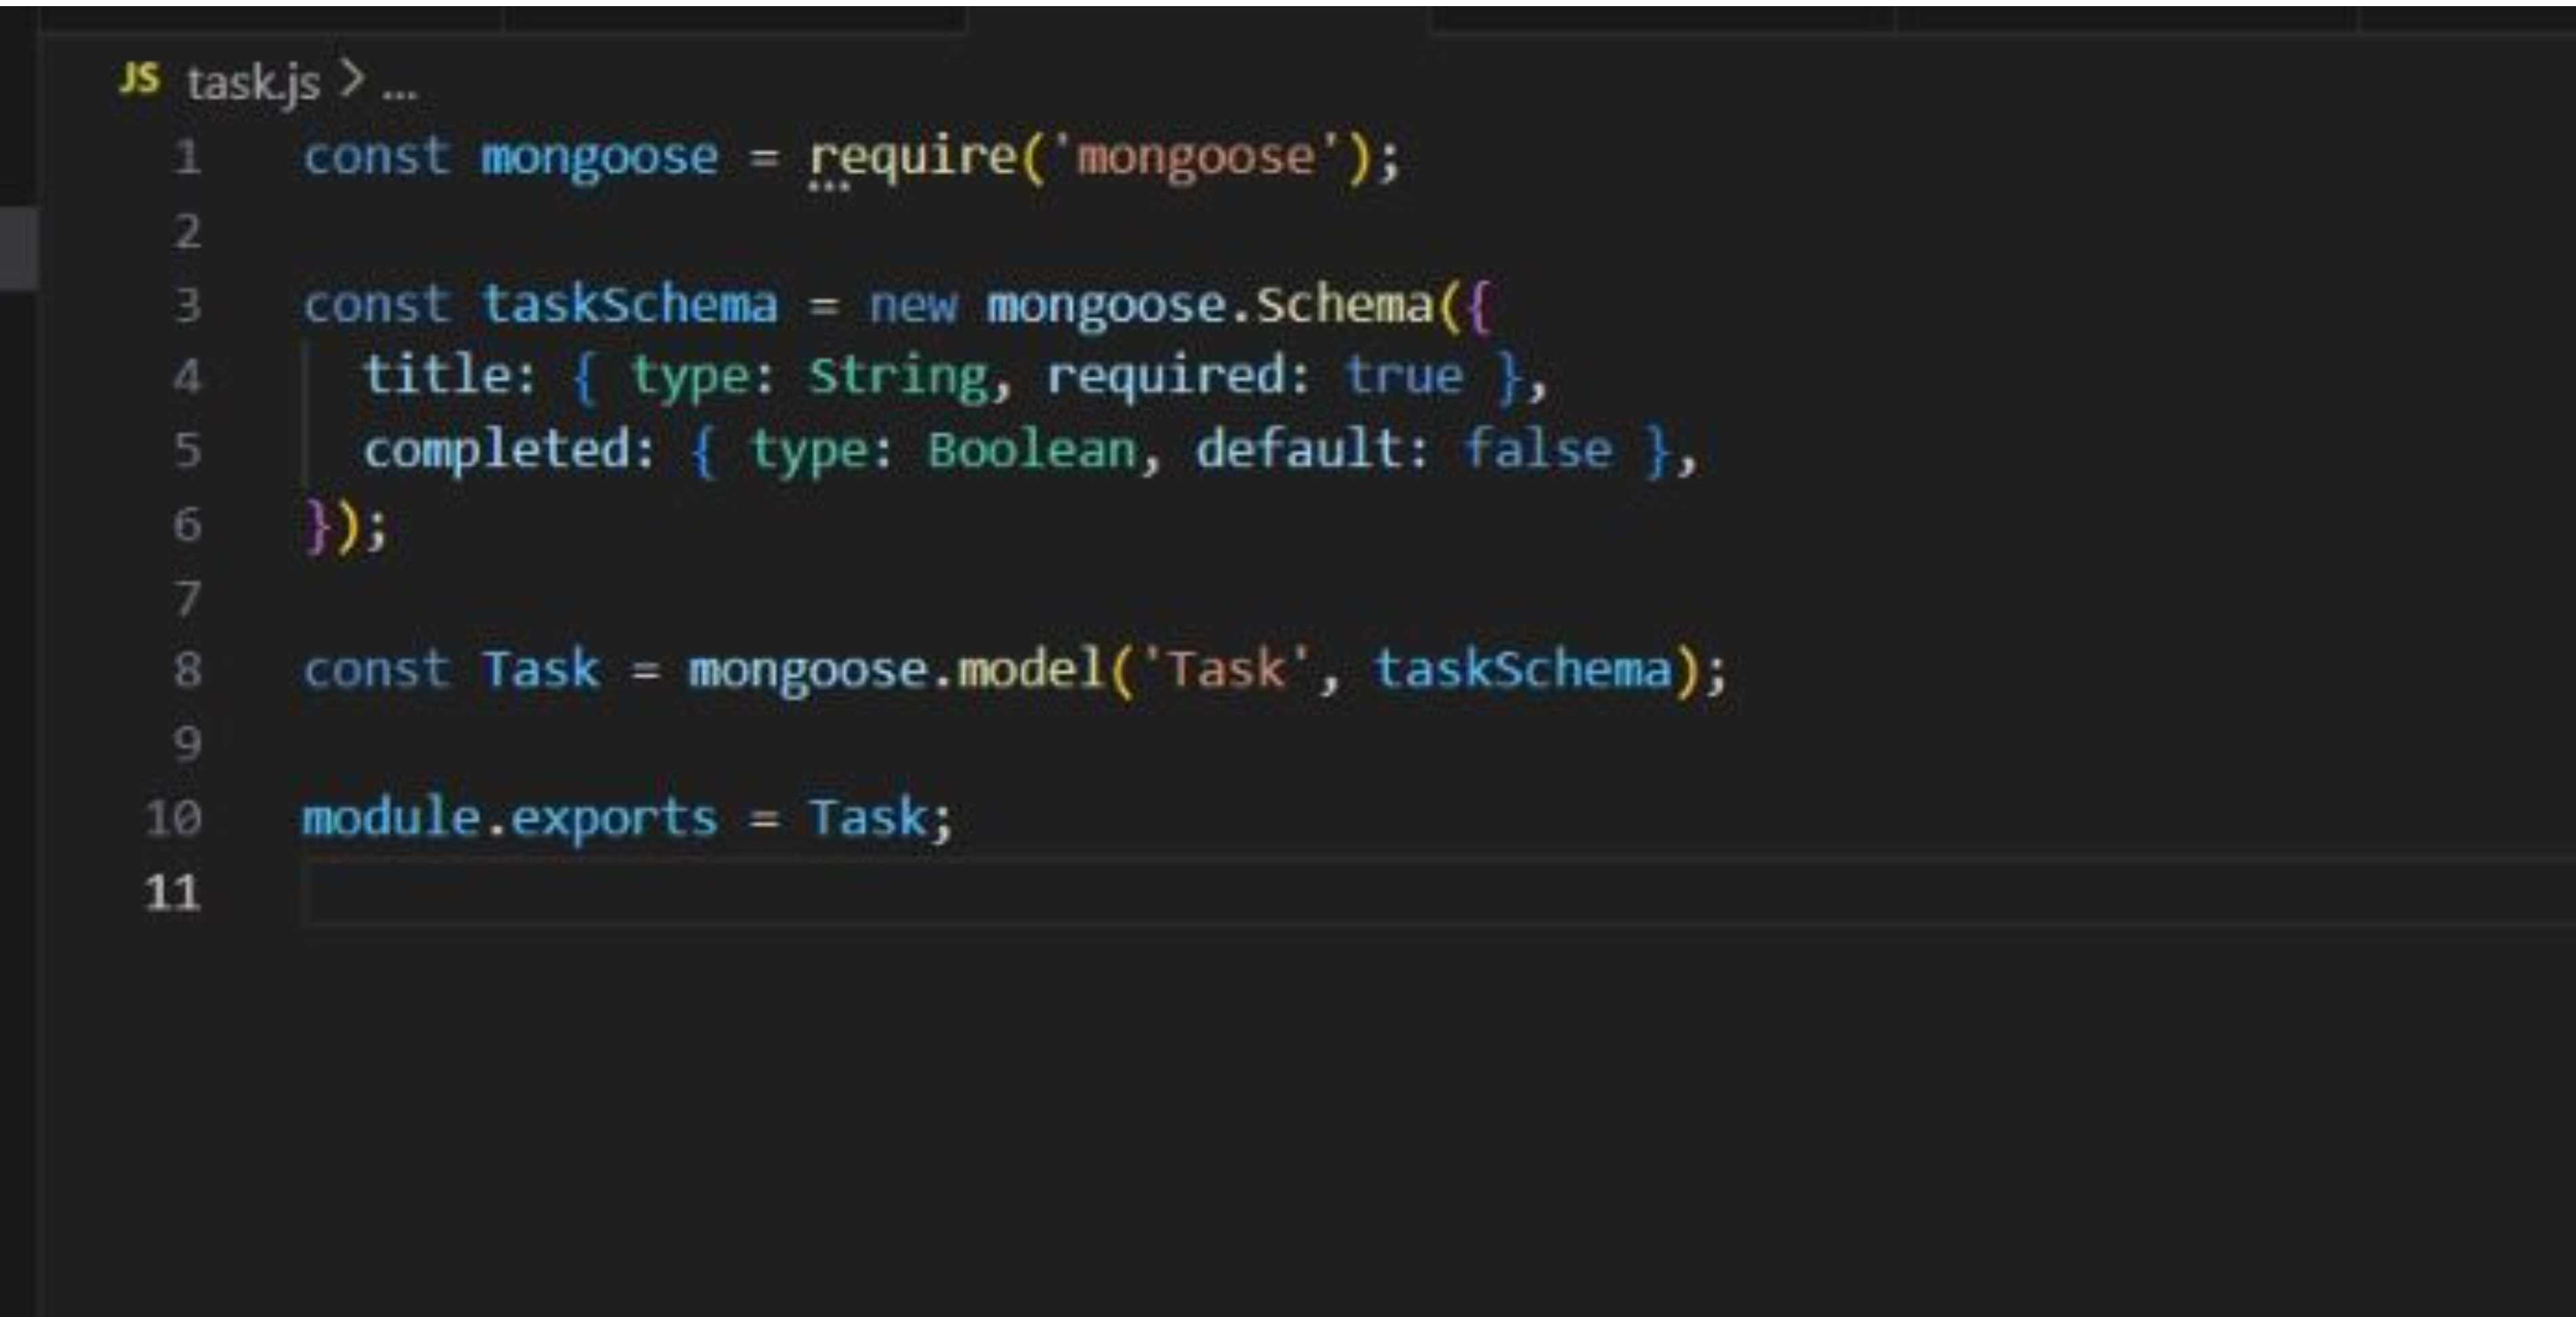 JS task.js > ...
1 const mongoose = require('mongoose');
2
3 const taskSchema = new mongoose.Schema({
4   title: { type: String, required: true },
5   completed: { type: Boolean, default: false },
6 });
7
8 const Task = mongoose.model('Task', taskSchema);
9
10 module.exports = Task;
11